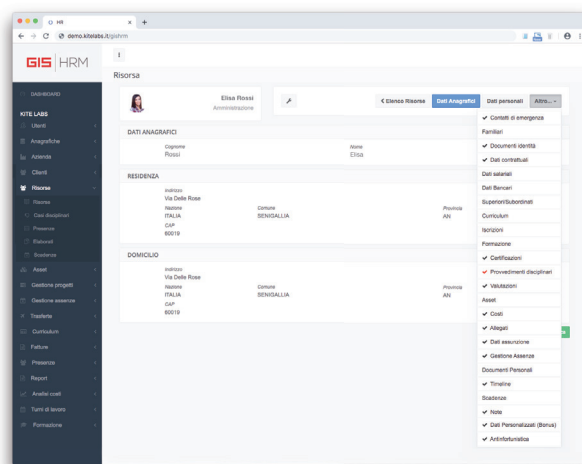 HR
demo.kitelabs.it/gishrm
GIS HRM
Risorsa
DASHBOARD
KITE LABS
Utenti
Anagrafiche
Azienda
Clienti
Risorse
Risorse
Casi disciplinari
Presenze
Elaborati
Scadenze
Asset
Gestione progetti
Gestione assenze
Trasferte
Curriculum
Fatture
Presenze
Report
Analisi costi
Turni di lavoro
Formazione
Elisa Rossi
Amministrazione
Elenco Risorse
Dati Anagrafici
Dati personali
Altro...
DATI ANAGRAFICI
Cognome Nome
Rossi Elisa
RESIDENZA
Indirizzo
Via Delle Rose
Nazione Comune Provincia
ITALIA SENIGALLIA AN
CAP
60019
DOMICILIO
Indirizzo
Via Delle Rose
Nazione Comune Provincia
ITALIA SENIGALLIA AN
CAP
60019
Contatti di emergenza
Familiari
Documenti identità
Dati contrattuali
Dati salariali
Dati Bancari
Superiori/Subordinati
Curriculum
Iscrizioni
Formazione
Certificazioni
Provvedimenti disciplinari
Valutazioni
Asset
Costi
Allegati
Dati assunzione
Gestione Assenze
Documenti Personali
Timeline
Scadenze
Note
Dati Personalizzati (Bonus)
Antinfortunistica